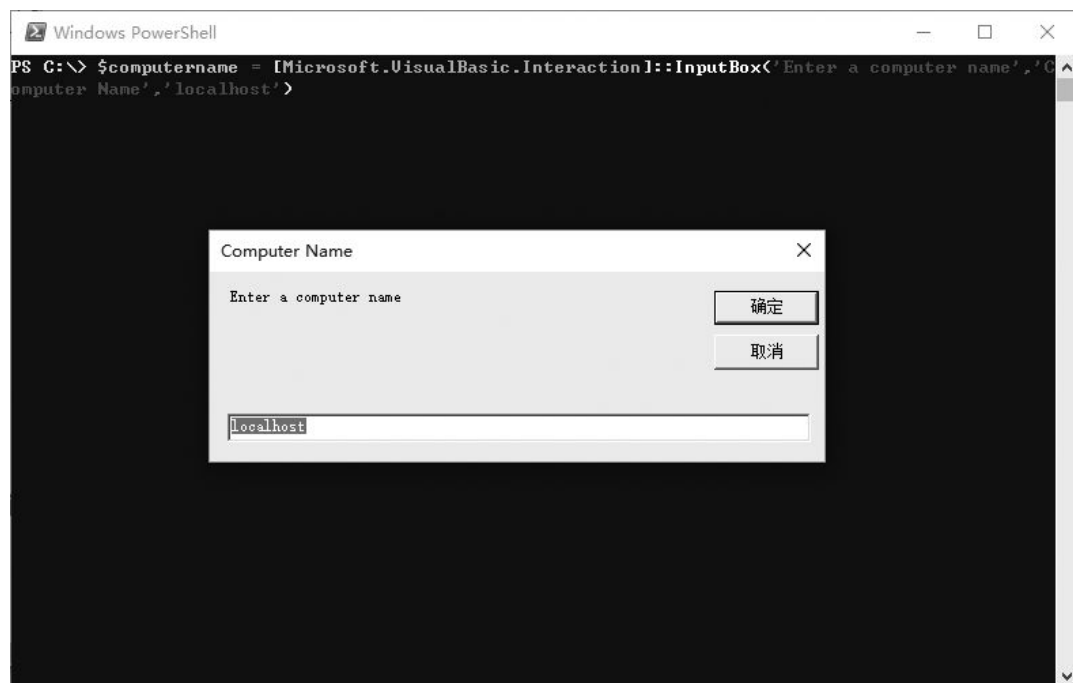 Windows PowerShell
PS C:\> $computername = [Microsoft.VisualBasic.Interaction]::InputBox('Enter a computer name','C
omputer Name','localhost')
Computer Name
Enter a computer name
确定
取消
localhost